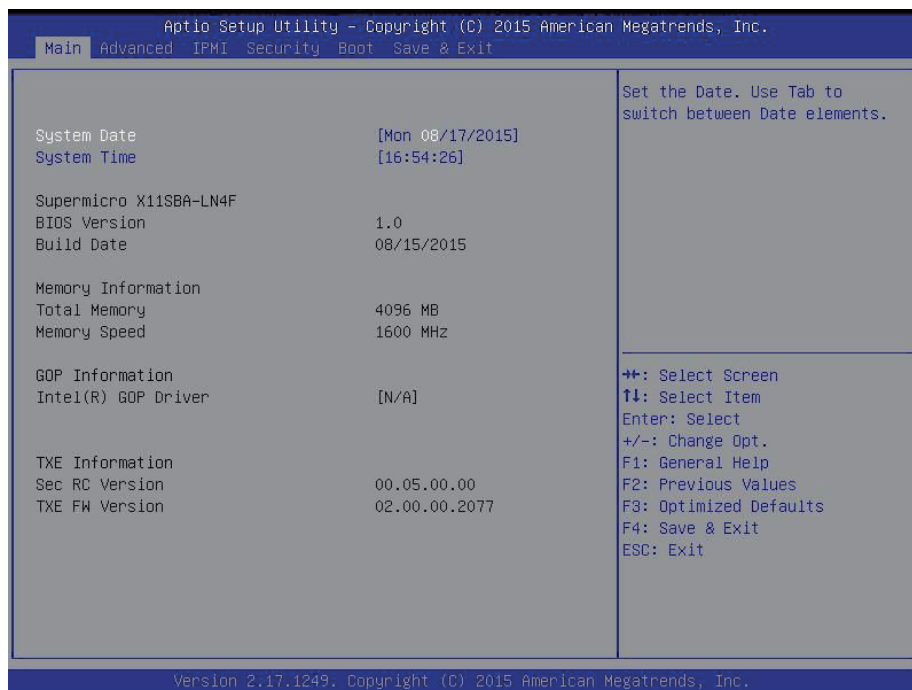 Aptio Setup Utility – Copyright (C) 2015 American Megatrends, Inc.
Main Advanced IPMI Security Boot Save & Exit
System Date [Mon 08/17/2015]
System Time [16:54:26]
Supermicro X11SBA-LN4F
BIOS Version 1.0
Build Date 08/15/2015
Memory Information
Total Memory 4096 MB
Memory Speed 1600 MHz
GOP Information
Intel(R) GOP Driver [N/A]
TXE Information
Sec RC Version 00.05.00.00
TXE FW Version 02.00.00.2077
Set the Date. Use Tab to
switch between Date elements.
→←: Select Screen
↑↓: Select Item
Enter: Select
+/-: Change Opt.
F1: General Help
F2: Previous Values
F3: Optimized Defaults
F4: Save & Exit
ESC: Exit
Version 2.17.1249. Copyright (C) 2015 American Megatrends, Inc.